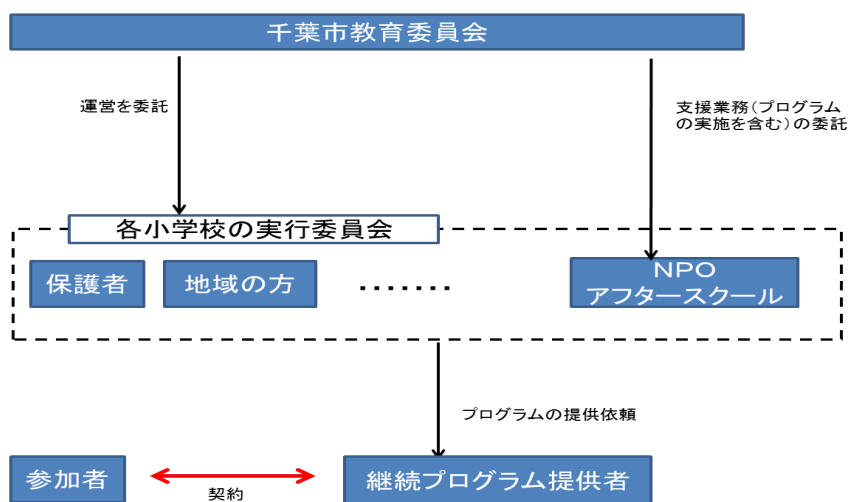 千葉市教育委員会
運営を委託
支援業務(プログラム
の実施を含む)の委託
各小学校の実行委員会
保護者
地域の方
･･･････
NPO
アフタースクール
プログラムの提供依頼
参加者
契約
継続プログラム提供者